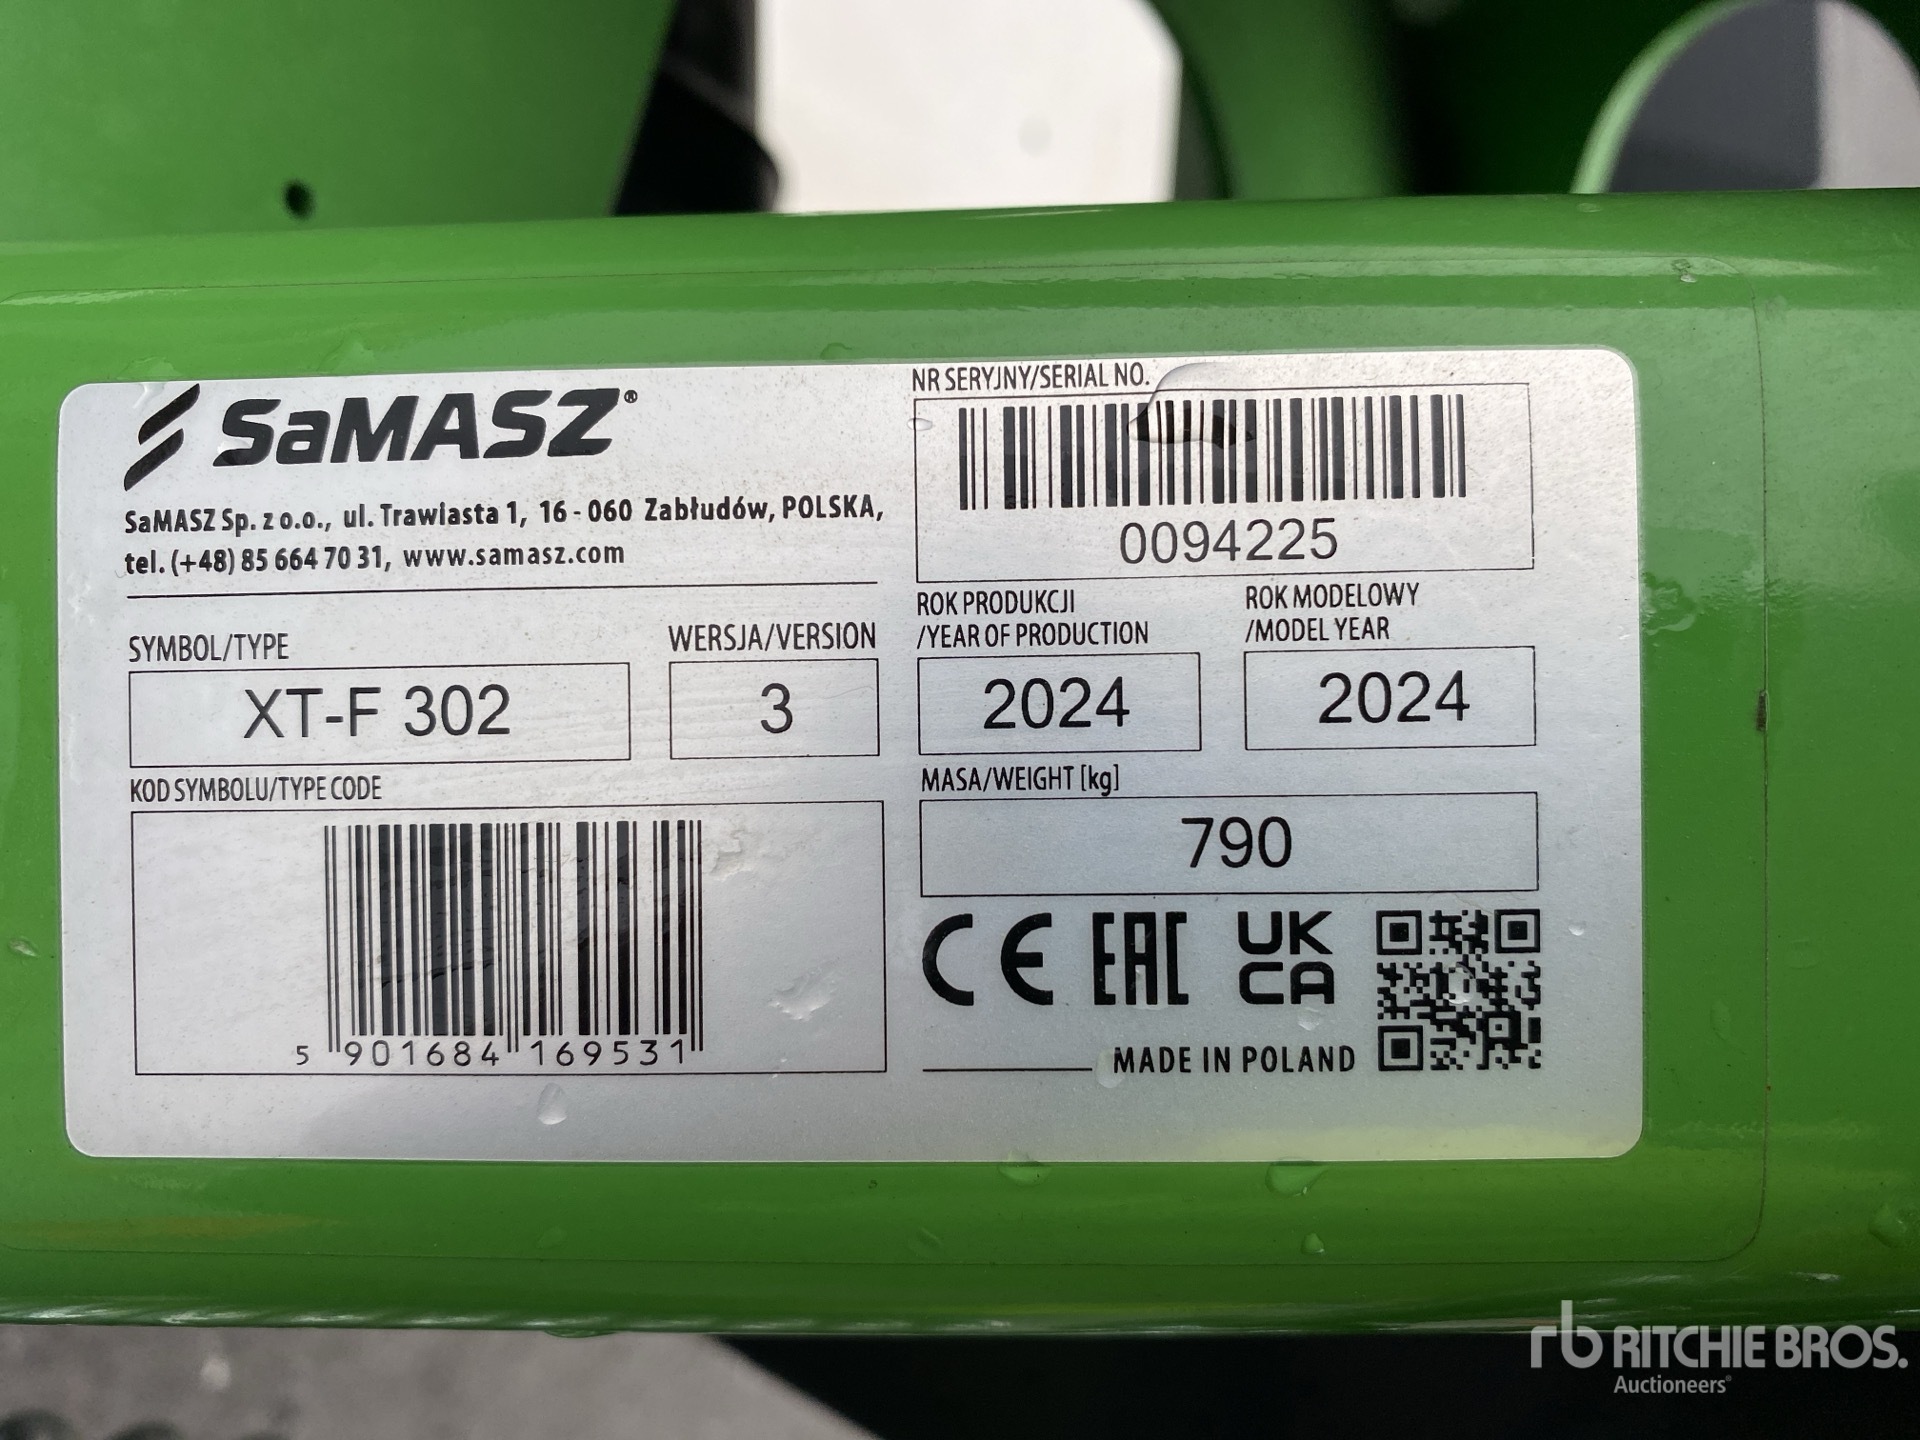 SaMASZ®
SaMASZ Sp. z o.o., ul. Trawiasta 1, 16 - 060 Zabłudów, POLSKA,
tel. (+48) 85 664 70 31, www.samasz.com
SYMBOL/TYPE
XT-F 302
WERSJA/VERSION
3
KOD SYMBOLU/TYPE CODE
5 901684 169531
NR SERYJNY/SERIAL NO.
0094225
ROK PRODUKCJI
/YEAR OF PRODUCTION
2024
ROK MODELOWY
/MODEL YEAR
2024
MASA/WEIGHT [kg]
790
CE EAC UK
CA
MADE IN POLAND
rb RITCHIE BROS.
Auctioneers®